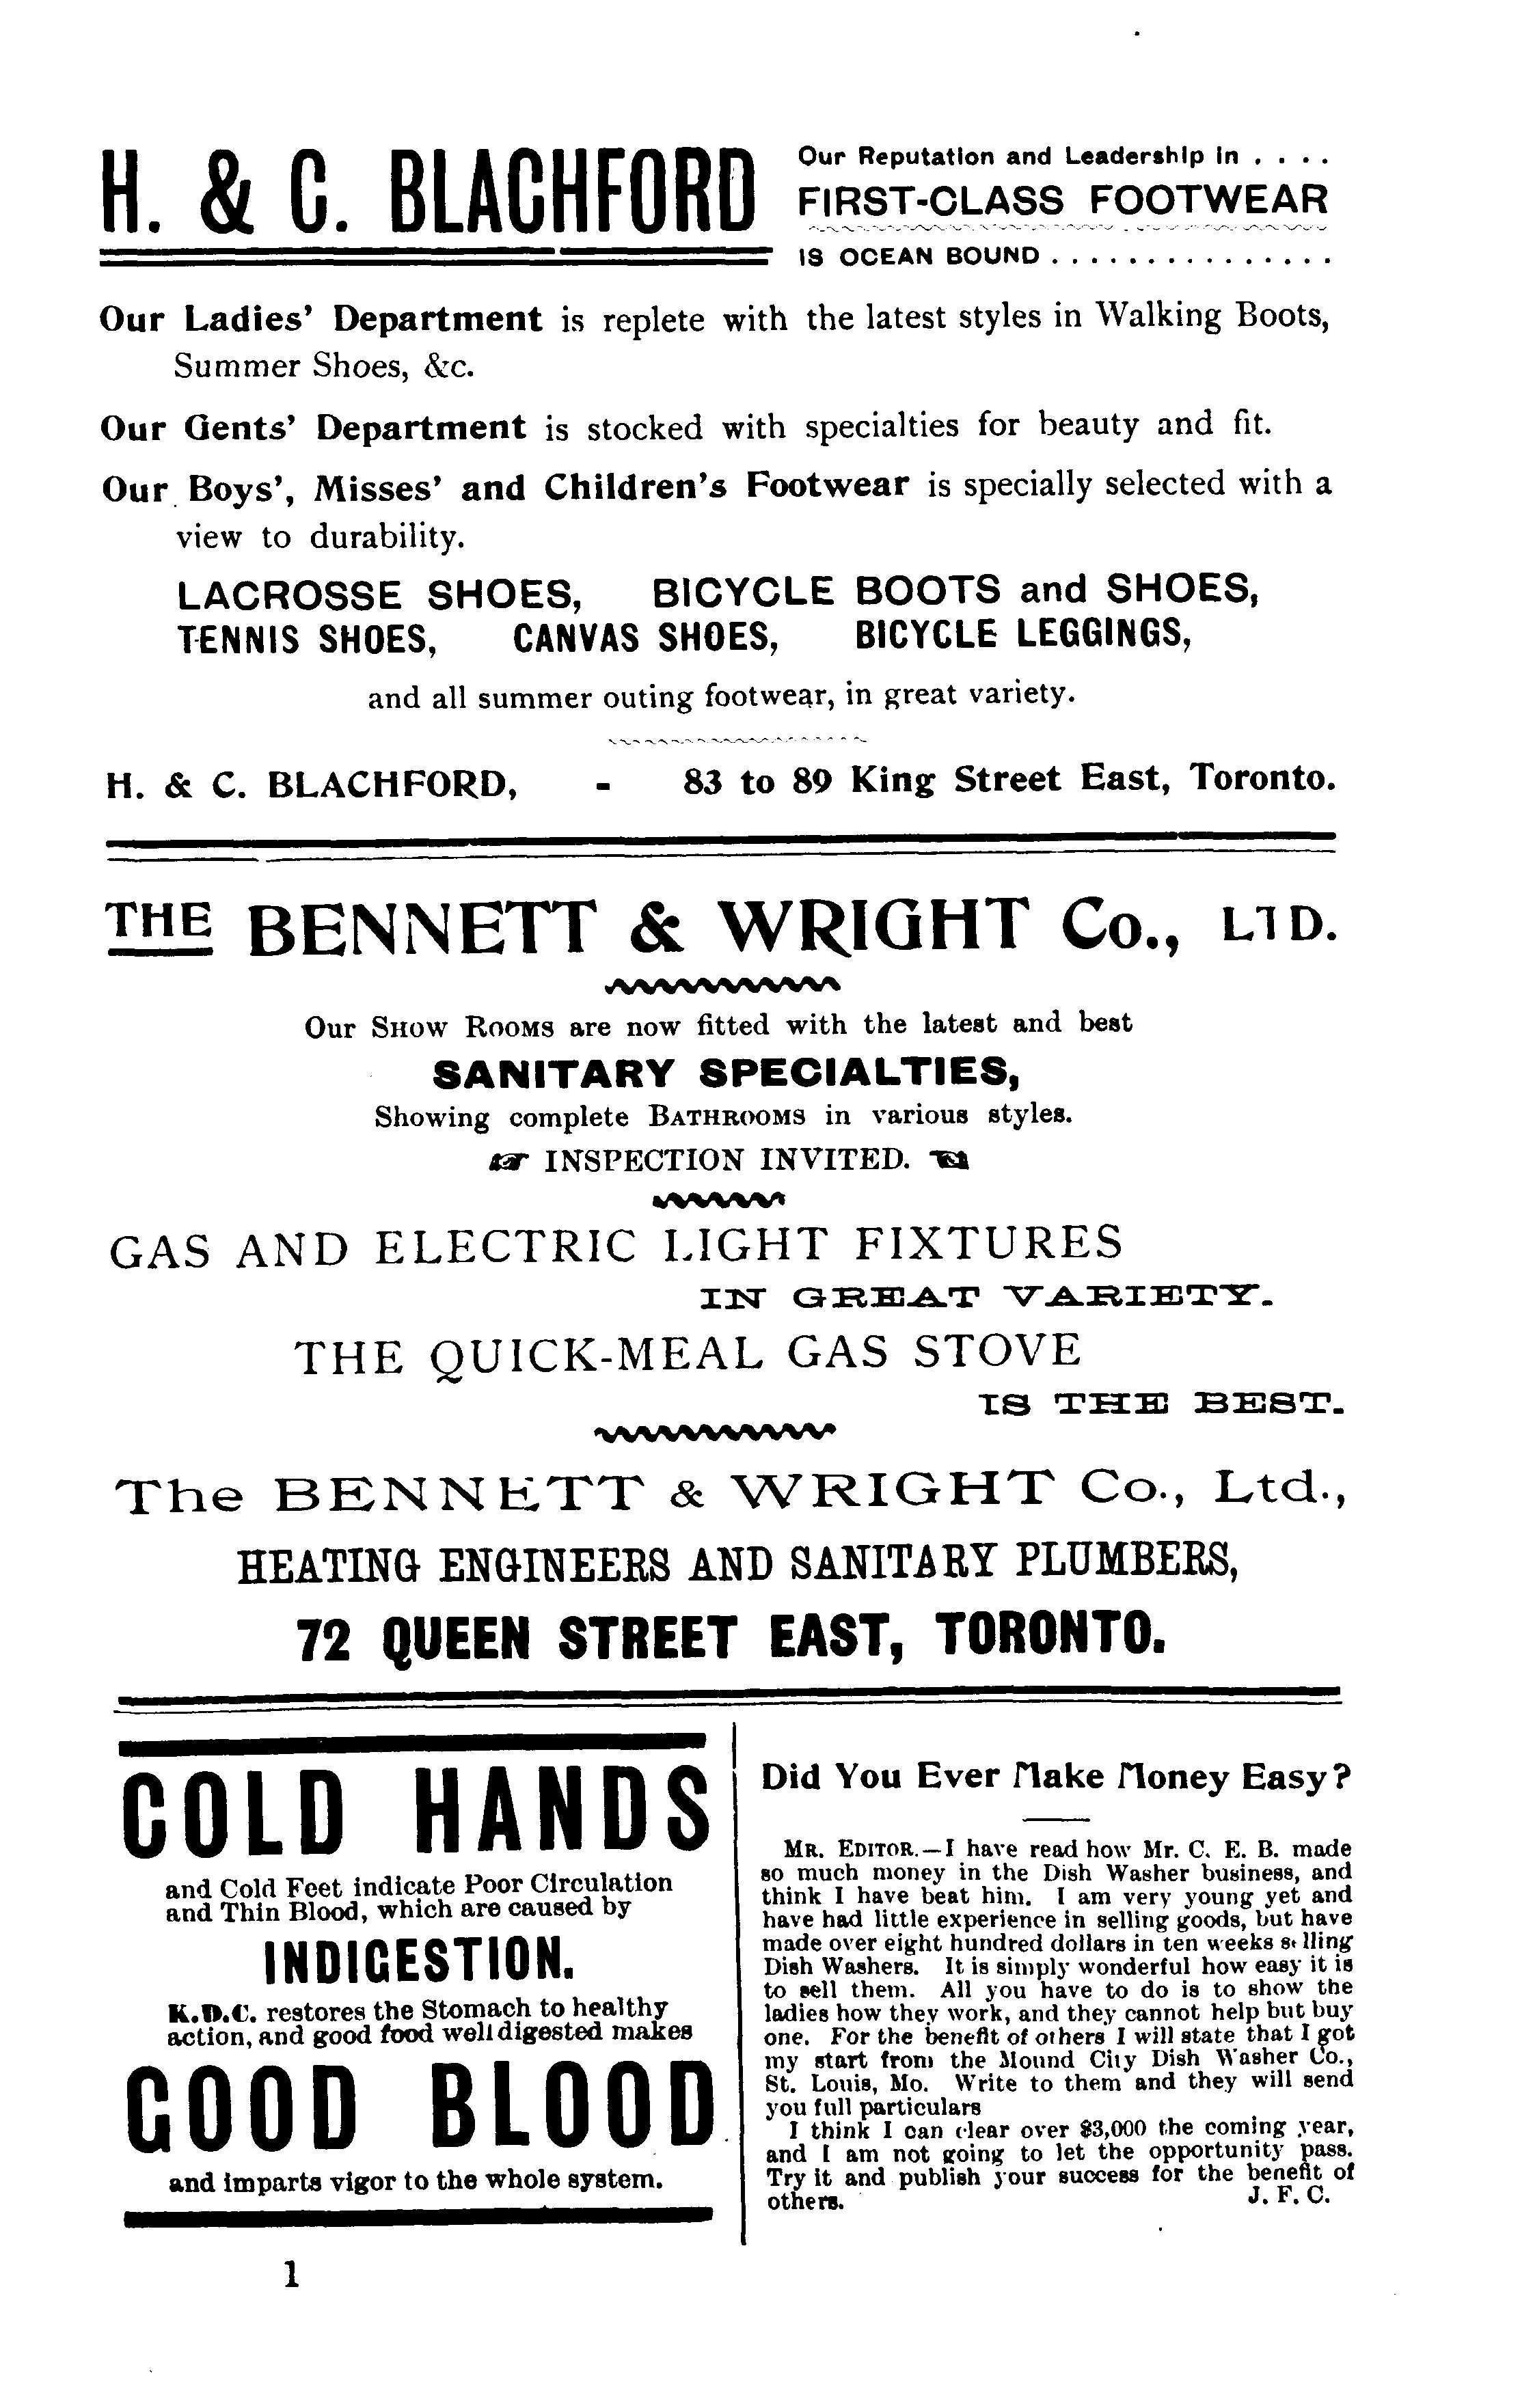 H. & C. BLACHFORD
Our Reputation and Leadership in . . . .
FIRST-CLASS FOOTWEAR
IS OCEAN BOUND . . . . . . . . . . . . . . .
Our Ladies' Department is replete with the latest styles in Walking Boots,
Summer Shoes, &c.
Our Gents' Department is stocked with specialties for beauty and fit.
Our Boys', Misses' and Children's Footwear is specially selected with a
view to durability.
LACROSSE SHOES, BICYCLE BOOTS and SHOES,
TENNIS SHOES, CANVAS SHOES, BICYCLE LEGGINGS,
and all summer outing footwear, in great variety.
H. & C. BLACHFORD, - 83 to 89 King Street East, Toronto.
THE BENNETT & WRIGHT Co., LTD.
Our SHOW ROOMS are now fitted with the latest and best
SANITARY SPECIALTIES,
Showing complete BATHROOMS in various styles.
☞ INSPECTION INVITED. ☜
GAS AND ELECTRIC LIGHT FIXTURES
IN GREAT VARIETY.
THE QUICK-MEAL GAS STOVE
IS THE BEST.
The BENNETT & WRIGHT Co., Ltd.,
HEATING ENGINEERS AND SANITARY PLUMBERS,
72 QUEEN STREET EAST, TORONTO.
COLD HANDS
and Cold Feet indicate Poor Circulation
and Thin Blood, which are caused by
INDIGESTION.
K.D.C. restores the Stomach to healthy
action, and good food well digested makes
GOOD BLOOD
and imparts vigor to the whole system.
Did You Ever Make Money Easy?
MR. EDITOR.—I have read how Mr. C. E. B. made
so much money in the Dish Washer business, and
think I have beat him. I am very young yet and
have had little experience in selling goods, but have
made over eight hundred dollars in ten weeks selling
Dish Washers. It is simply wonderful how easy it is
to sell them. All you have to do is to show the
ladies how they work, and they cannot help but buy
one. For the benefit of others I will state that I got
my start from the Mound City Dish Washer Co.,
St. Louis, Mo. Write to them and they will send
you full particulars
I think I can clear over $3,000 the coming year,
and I am not going to let the opportunity pass.
Try it and publish your success for the benefit of
others. J. F. C.
1